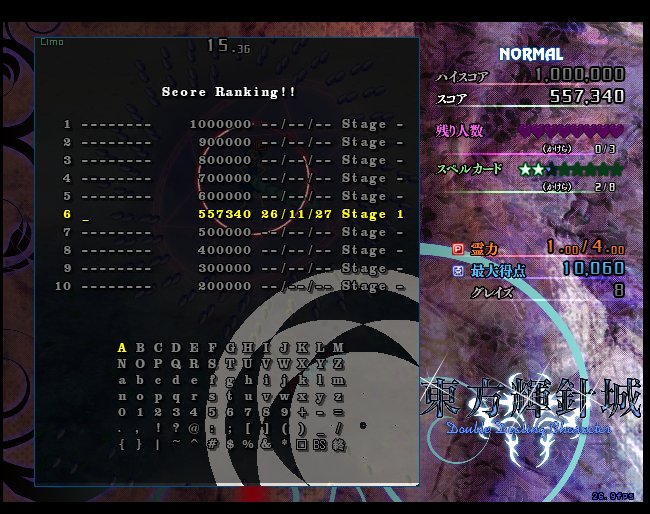 Cimo
15.36
Score Ranking!!
1 -------- 1000000 --/--/-- Stage -
2 -------- 900000 --/--/-- Stage -
3 -------- 800000 --/--/-- Stage -
4 -------- 700000 --/--/-- Stage -
5 -------- 600000 --/--/-- Stage -
6 _ 557340 26/11/27 Stage 1
7 -------- 500000 --/--/-- Stage -
8 -------- 400000 --/--/-- Stage -
9 -------- 300000 --/--/-- Stage -
10 -------- 200000 --/--/-- Stage -
A B C D E F G H I J K L M
N O P Q R S T U V W X Y Z
a b c d e f g h i j k l m
n o p q r s t u v w x y z
0 1 2 3 4 5 6 7 8 9 + - =
. , ! ? @ : ; [ ] ( ) _ /
{ } | ~ ^ # $ % & * □ BS 終
NORMAL
ハイスコア 1,000,000
スコア 557,340
残り人数
(かけら) 0/3
スペルカード ★★
(かけら) 2/8
P 霊力 1.00/4.00
最大得点 10,060
グレイズ 8
東方輝針城
Double Dealing Character
26.9fps